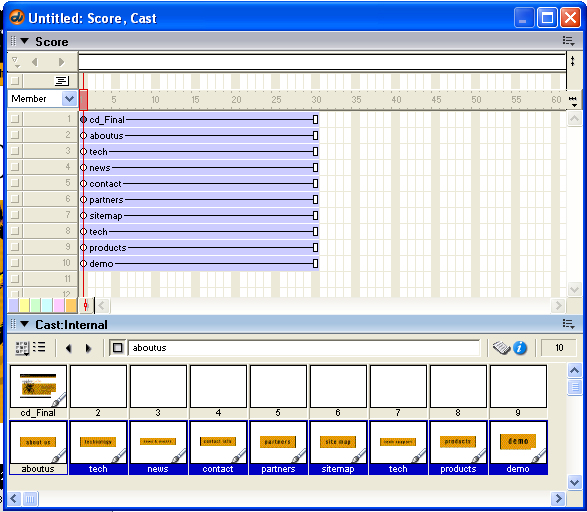 Untitled: Score, Cast
Score
Member 5 10 15 20 25 30 35 40 45 50 55 60
1 cd_Final
2 aboutus
3 tech
4 news
5 contact
6 partners
7 sitemap
8 tech
9 products
10 demo
11
12
Cast:Internal
aboutus 10
cd_Final 2 3 4 5 6 7 8 9
about us technology news & events contact info partners site map products demo
aboutus tech news contact partners sitemap tech products demo